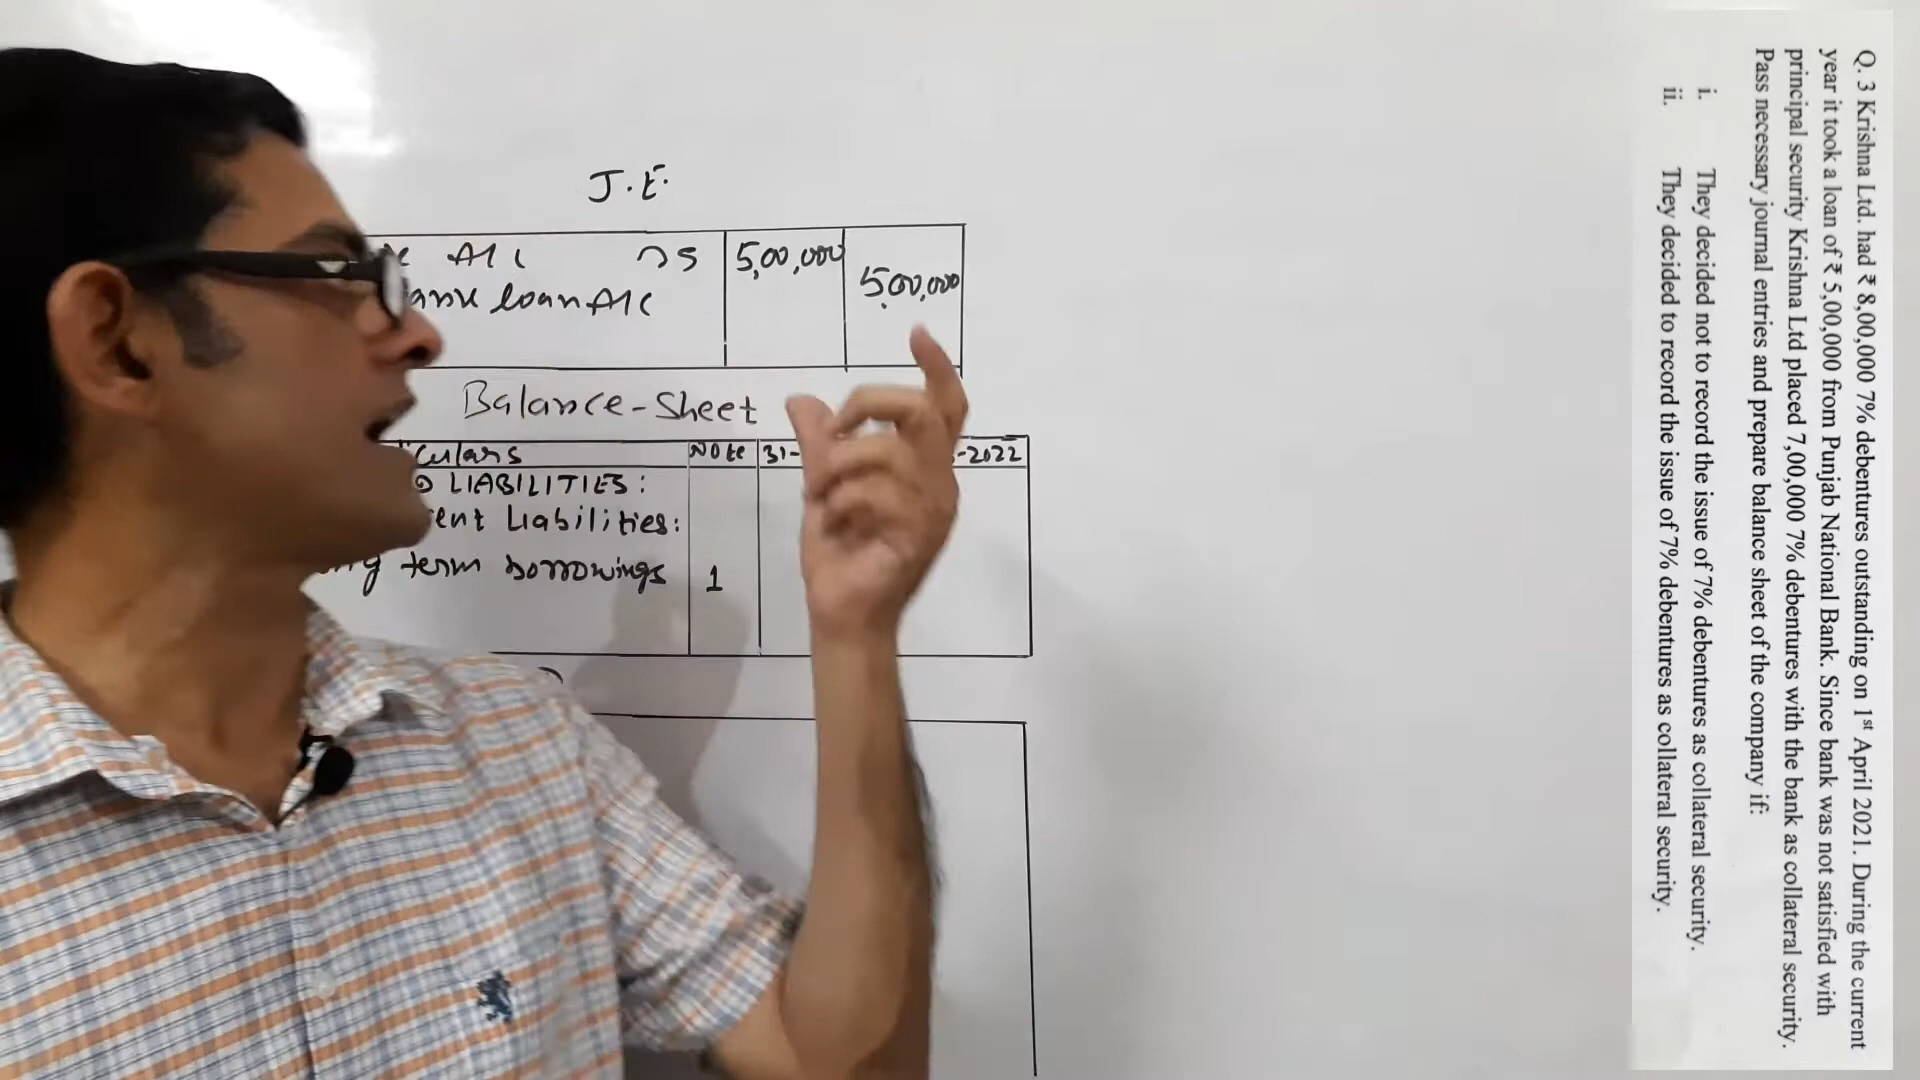 J.E.
A/c Dr 5,00,000
loan A/c 5,00,000
Balance-Sheet
Note 31- -2022
LIABILITIES:
Liabilities:
term borrowings 1
Q. 3 Krishna Ltd. had ₹ 8,00,000 7% debentures outstanding on 1st April 2021. During the current
year it took a loan of ₹ 5,00,000 from Punjab National Bank. Since bank was not satisfied with
principal security Krishna Ltd placed 7,00,000 7% debentures with the bank as collateral security.
Pass necessary journal entries and prepare balance sheet of the company if:
i. They decided not to record the issue of 7% debentures as collateral security.
ii. They decided to record the issue of 7% debentures as collateral security.